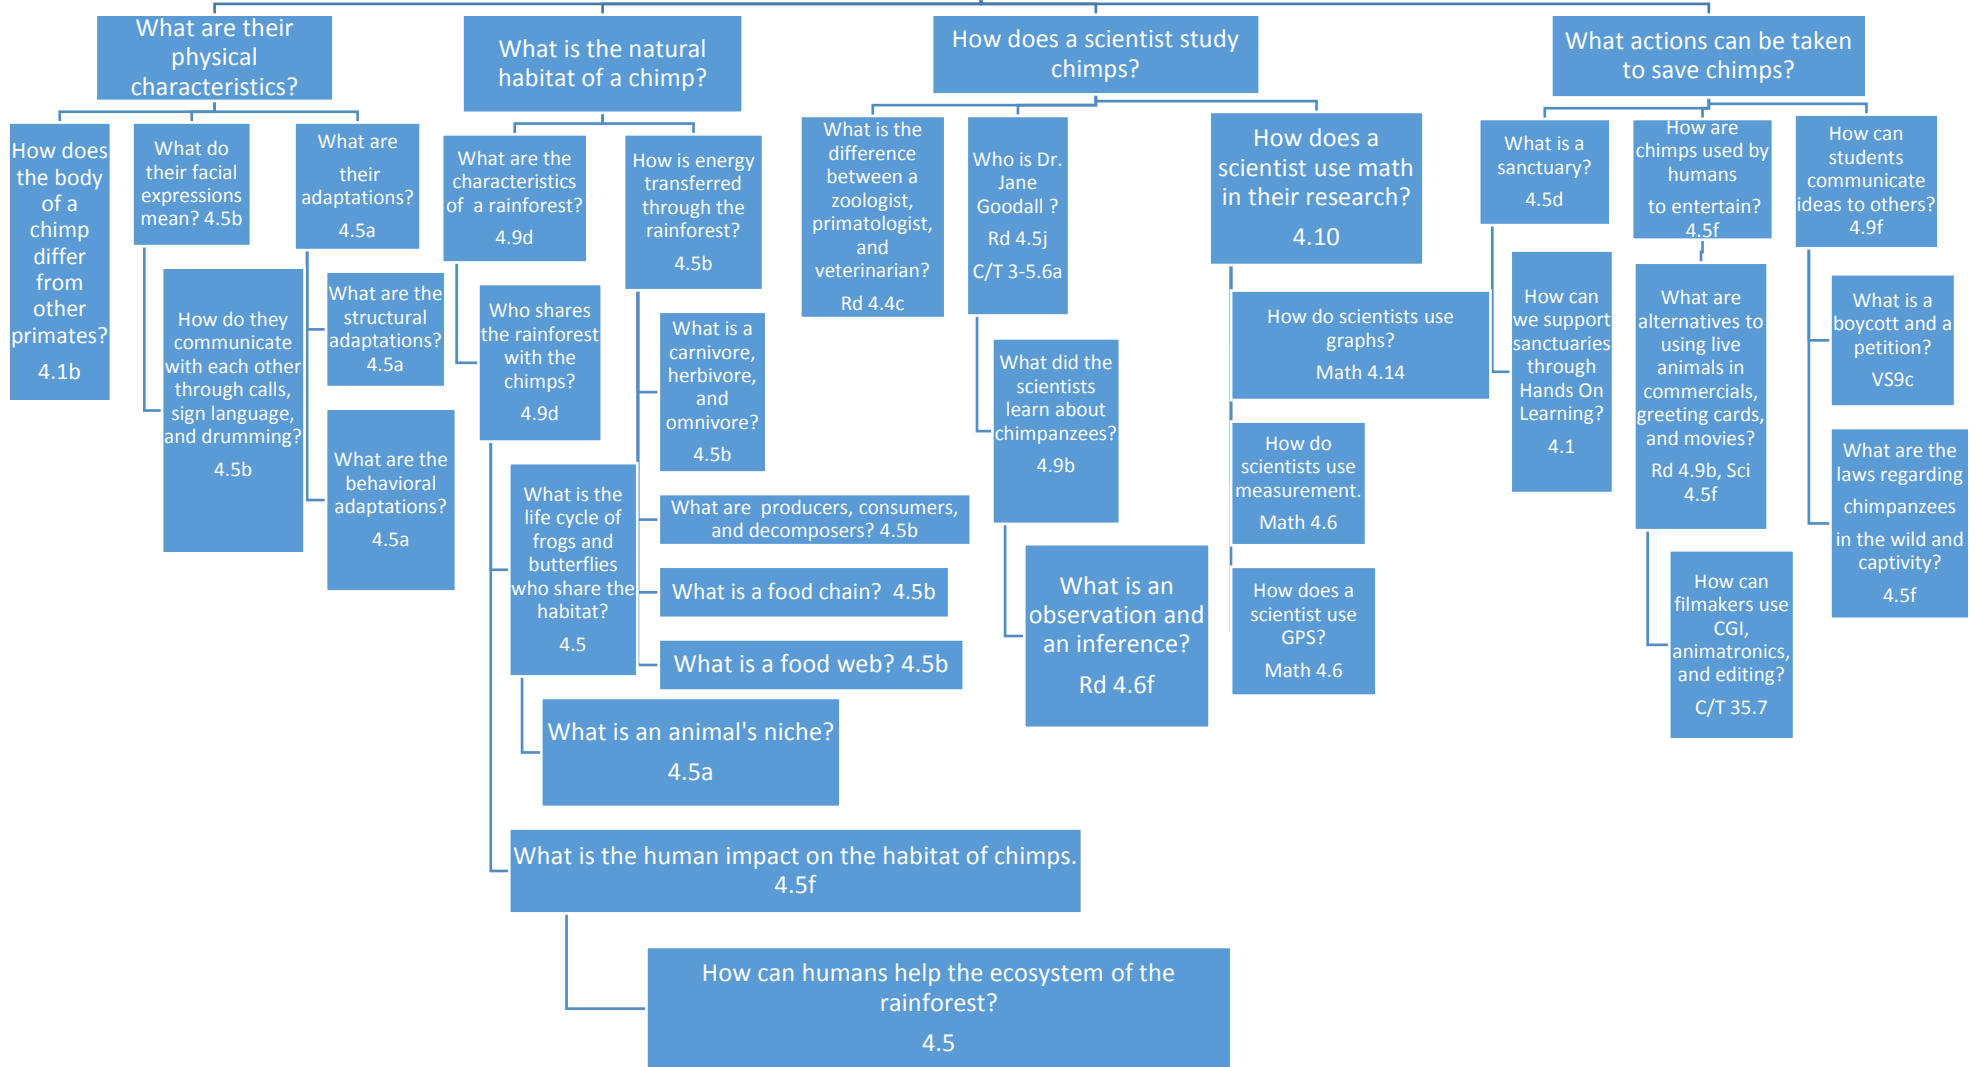 What are their
physical
characteristics?
How does
the body
of a
chimp
differ
from
other
primates?
4.1b
What do
their facial
expressions
mean? 4.5b
How do they
communicate
with each other
through calls,
sign language,
and drumming?
4.5b
What are
their
adaptations?
4.5a
What are the
structural
adaptations?
4.5a
What are the
behavioral
adaptations?
4.5a
What is the natural
habitat of a chimp?
What are the
characteristics
of a rainforest?
4.9d
Who shares
the rainforest
with the
chimps?
4.9d
What is the
life cycle of
frogs and
butterflies
who share the
habitat?
4.5
What is an animal's niche?
4.5a
What is the human impact on the habitat of chimps.
4.5f
How can humans help the ecosystem of the
rainforest?
4.5
How is energy
transferred
through the
rainforest?
4.5b
What is a
carnivore,
herbivore,
and
omnivore?
4.5b
What are producers, consumers,
and decomposers? 4.5b
What is a food chain? 4.5b
What is a food web? 4.5b
How does a scientist study
chimps?
What is the
difference
between a
zoologist,
primatologist,
and
veterinarian?
Rd 4.4c
Who is Dr.
Jane
Goodall ?
Rd 4.5j
C/T 3-5.6a
What did the
scientists
learn about
chimpanzees?
4.9b
What is an
observation and
an inference?
Rd 4.6f
How does a
scientist use math
in their research?
4.10
How do scientists use
graphs?
Math 4.14
How do
scientists use
measurement.
Math 4.6
How does a
scientist use
GPS?
Math 4.6
What actions can be taken
to save chimps?
What is a
sanctuary?
4.5d
How can
we support
sanctuaries
through
Hands On
Learning?
4.1
How are
chimps used by
humans
to entertain?
4.5f
What are
alternatives to
using live
animals in
commercials,
greeting cards,
and movies?
Rd 4.9b, Sci
4.5f
How can
filmakers use
CGI,
animatronics,
and editing?
C/T 35.7
How can
students
communicate
ideas to others?
4.9f
What is a
boycott and a
petition?
VS9c
What are the
laws regarding
chimpanzees
in the wild and
captivity?
4.5f